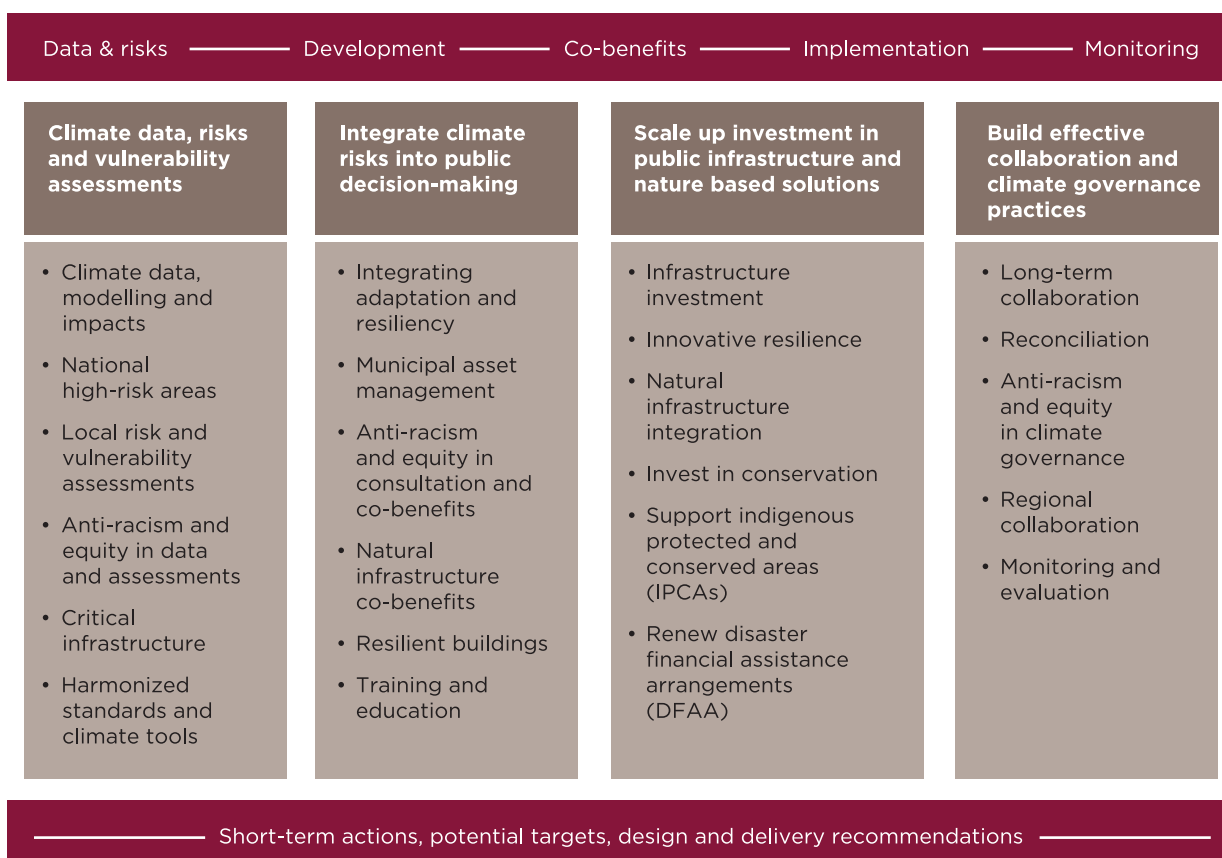 Data & risks Development Co-benefits Implementation Monitoring
Climate data, risks
and vulnerability
assessments
• Climate data,
modelling and
impacts
• National
high-risk areas
• Local risk and
vulnerability
assessments
• Anti-racism and
equity in data
and assessments
• Critical
infrastructure
• Harmonized
standards and
climate tools
Integrate climate
risks into public
decision-making
• Integrating
adaptation and
resiliency
• Municipal asset
management
• Anti-racism
and equity in
consultation and
co-benefits
• Natural
infrastructure
co-benefits
• Resilient buildings
• Training and
education
Scale up investment in
public infrastructure and
nature based solutions
• Infrastructure
investment
• Innovative resilience
• Natural
infrastructure
integration
• Invest in conservation
• Support indigenous
protected and
conserved areas
(IPCAs)
• Renew disaster
financial assistance
arrangements
(DFAA)
Build effective
collaboration and
climate governance
practices
• Long-term
collaboration
• Reconciliation
• Anti-racism
and equity
in climate
governance
• Regional
collaboration
• Monitoring and
evaluation
Short-term actions, potential targets, design and delivery recommendations